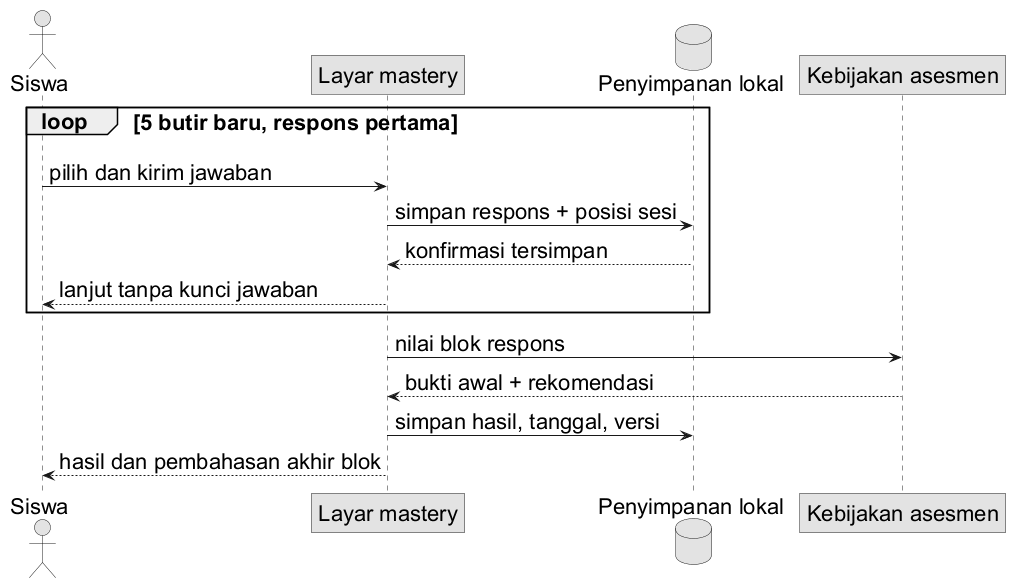 Siswa
Layar mastery
Penyimpanan lokal
Kebijakan asesmen
loop
[5 butir baru, respons pertama]
pilih dan kirim jawaban
simpan respons + posisi sesi
konfirmasi tersimpan
lanjut tanpa kunci jawaban
nilai blok respons
bukti awal + rekomendasi
simpan hasil, tanggal, versi
hasil dan pembahasan akhir blok
Siswa
Layar mastery
Penyimpanan lokal
Kebijakan asesmen